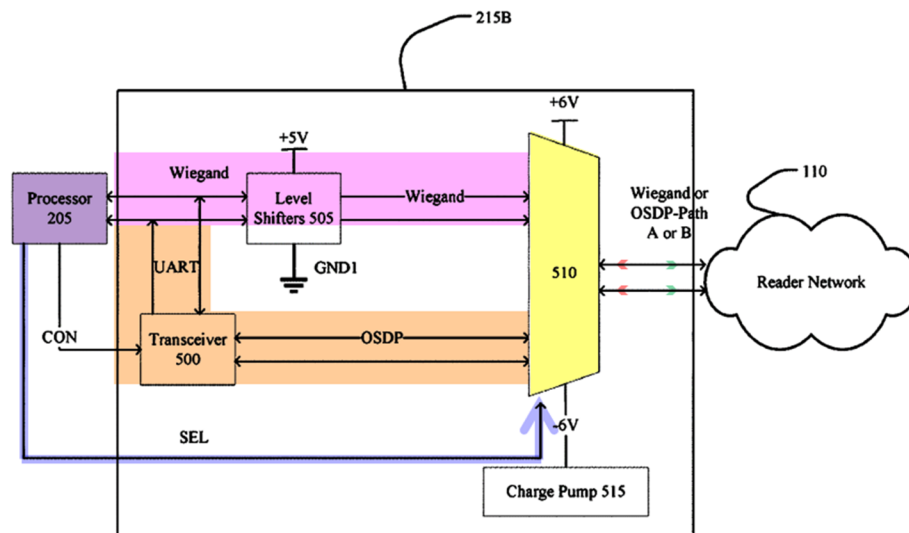 215B
+6V
+5V
110
Wiegand
Processor
205
Level
Shifters 505
Wiegand
Wiegand or
OSDP-Path
A or B
510
Reader Network
UART
GND1
CON
Transceiver
500
OSDP
SEL
-6V
Charge Pump 515